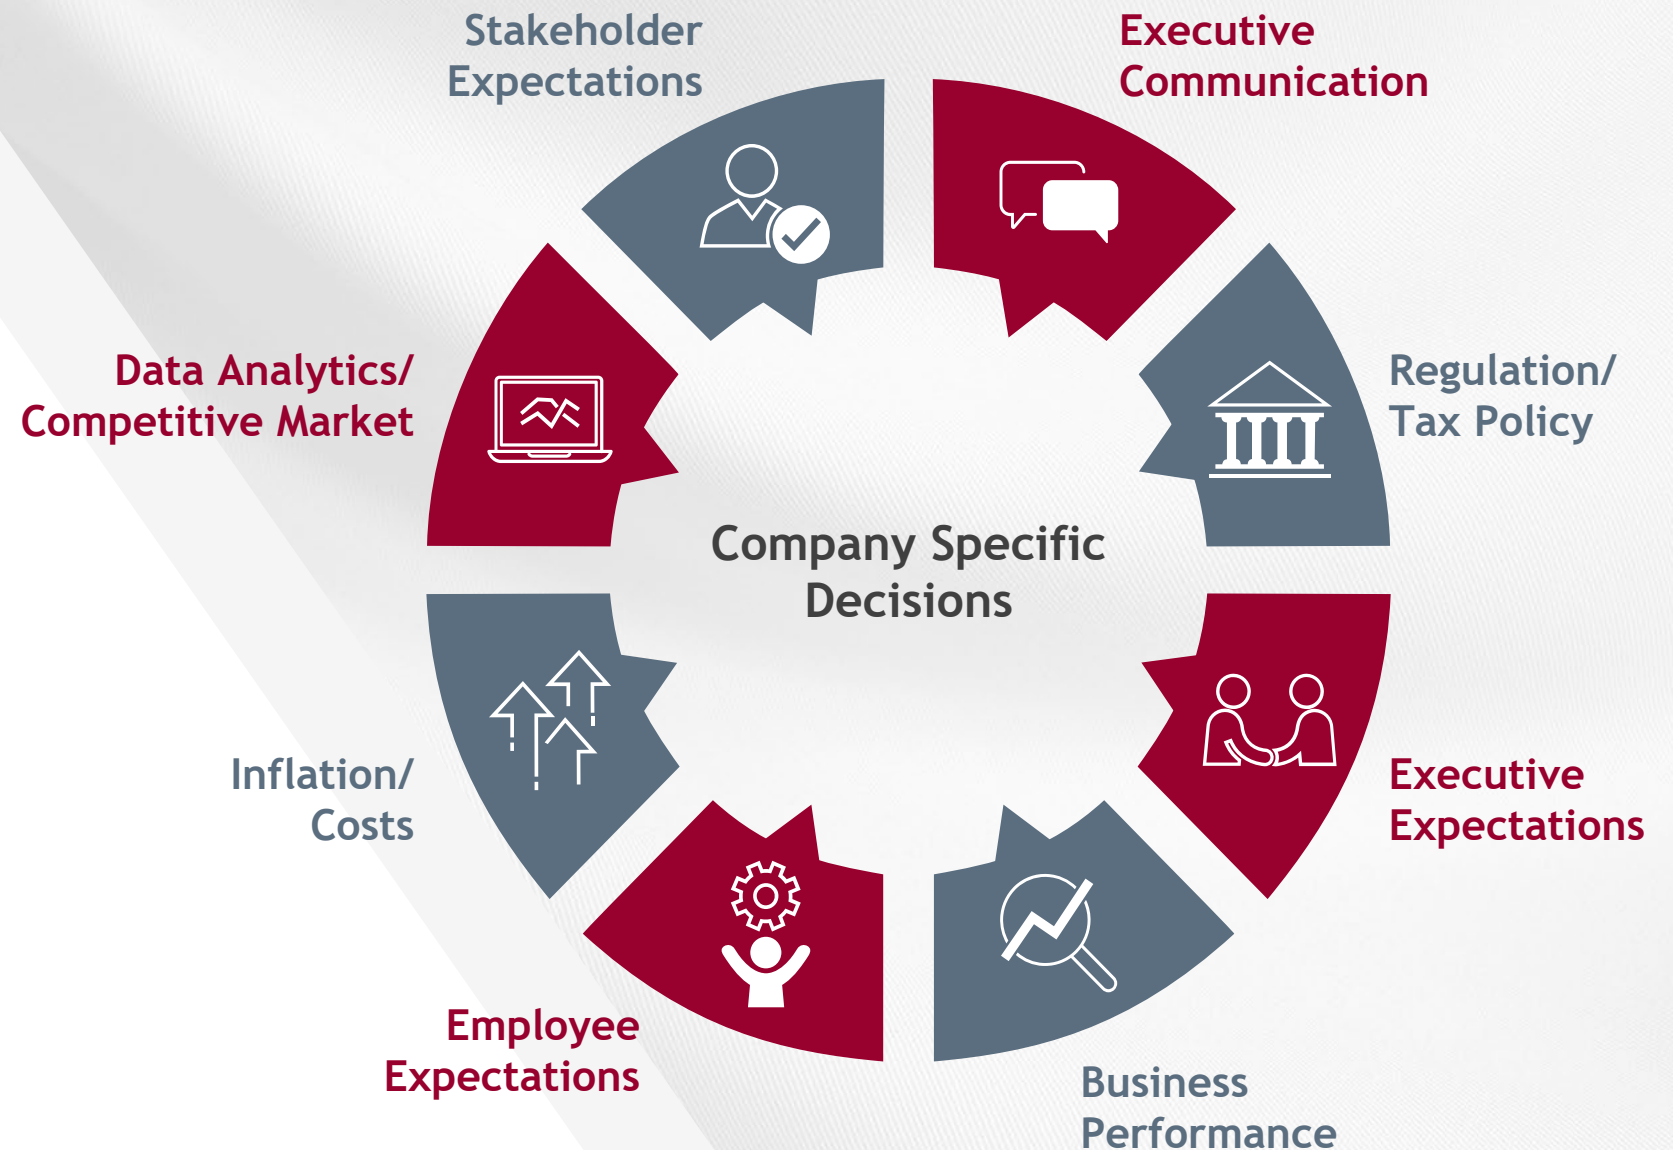 Stakeholder
Expectations
Executive
Communication
Data Analytics/
Competitive Market
Regulation/
Tax Policy
Company Specific
Decisions
Inflation/
Costs
Executive
Expectations
Employee
Expectations
Business
Performance